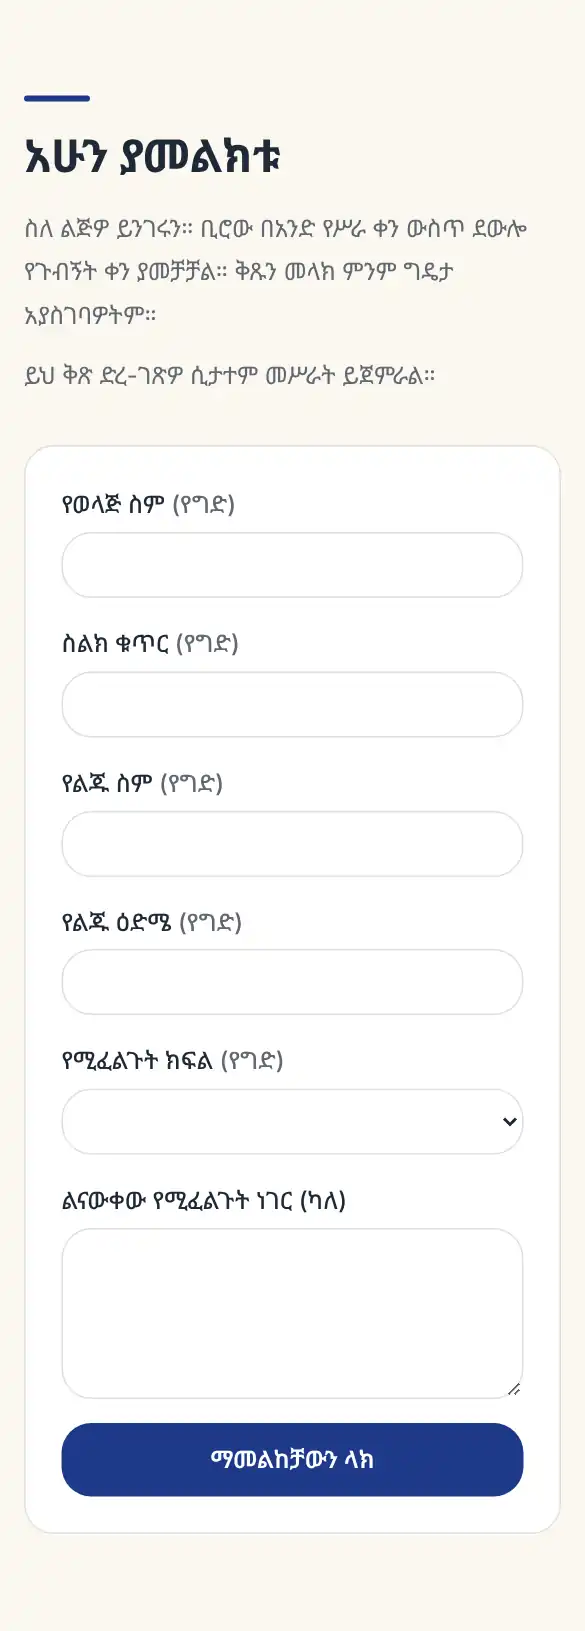 አሁን ያመልክቱ
ስለ ልጅዎ ይንገሩን። ቢሮው በአንድ የሥራ ቀን ውስጥ ደውሎ
የጉብኝት ቀን ያመቻቻል። ቅጹን መላክ ምንም ግዴታ
አያስገባዎትም።
ይህ ቅጽ ድረ-ገጽዎ ሲታተም መሥራት ይጀምራል።
የወላጅ ስም (የግድ)
ስልክ ቁጥር (የግድ)
የልጁ ስም (የግድ)
የልጁ ዕድሜ (የግድ)
የሚፈልጉት ክፍል (የግድ)
ልናውቀው የሚፈልጉት ነገር (ካለ)
ማመልከቻውን ላክ